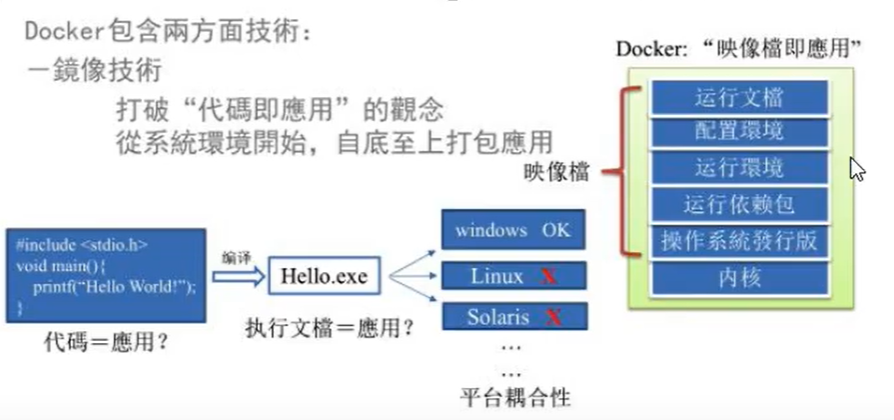 Docker包含兩方面技術:
－鏡像技術
打破“代碼即應用”的觀念
從系統環境開始，自底至上打包應用
Docker: “映像檔即應用”
运行文檔
配置環境
运行環境
运行依赖包
操作系統發行版
内核
映像檔
#include <stdio.h>
void main(){
printf("Hello World!");
}
代碼＝應用？
编译
Hello.exe
执行文檔＝應用？
windows OK
Linux X
Solaris X
...
...
平台耦合性